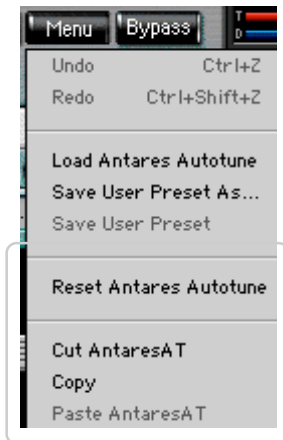 Menu Bypass T
D
Undo Ctrl+Z
Redo Ctrl+Shift+Z
Load Antares Autotune
Save User Preset As...
Save User Preset
Reset Antares Autotune
Cut AntaresAT
Copy
Paste AntaresAT